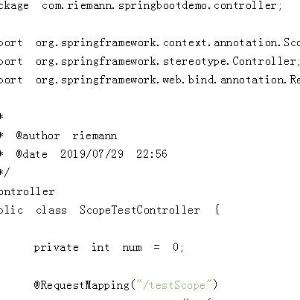 ckage com.riemann.springbootdemo.controller;
port org.springframework.context.annotation.Sco
port org.springframework.stereotype.Controller;
port org.springframework.web.bind.annotation.Re
*
* @author riemann
* @date 2019/07/29 22:56
*/
ontroller
blic class ScopeTestController {
private int num = 0;
@RequestMapping("/testScope")